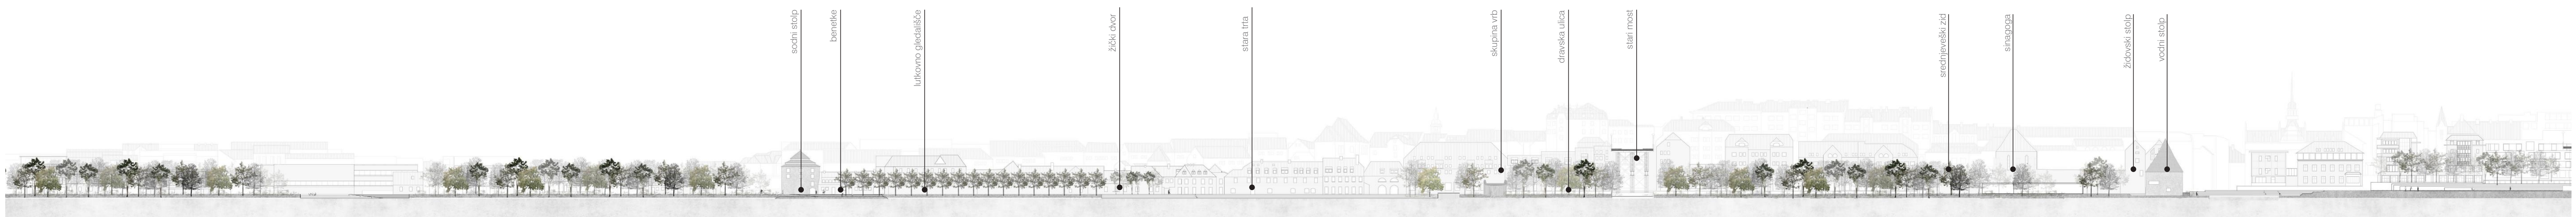 sodni stolp
benetke
lutkovno gledališče
žički dvor
stara trta
skupina vrb
dravska ulica
stari most
srednjeveški zid
sinagoga
židovski stolp
vodni stolp